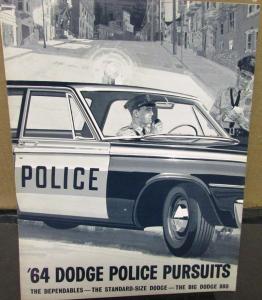 POLICE
'64 DODGE POLICE PURSUITS
THE DEPENDABLES—THE STANDARD-SIZE DODGE—THE BIG DODGE 880